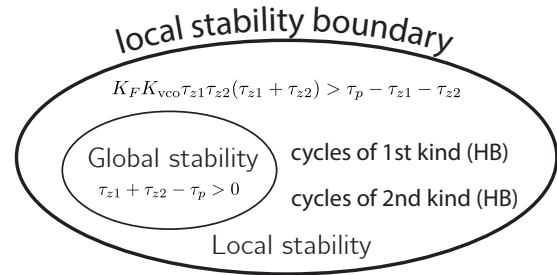 local stability boundary
K_F K_vco τ_z1 τ_z2 (τ_z1 + τ_z2) > τ_p − τ_z1 − τ_z2
Global stability
τ_z1 + τ_z2 − τ_p > 0
cycles of 1st kind (HB)
cycles of 2nd kind (HB)
Local stability